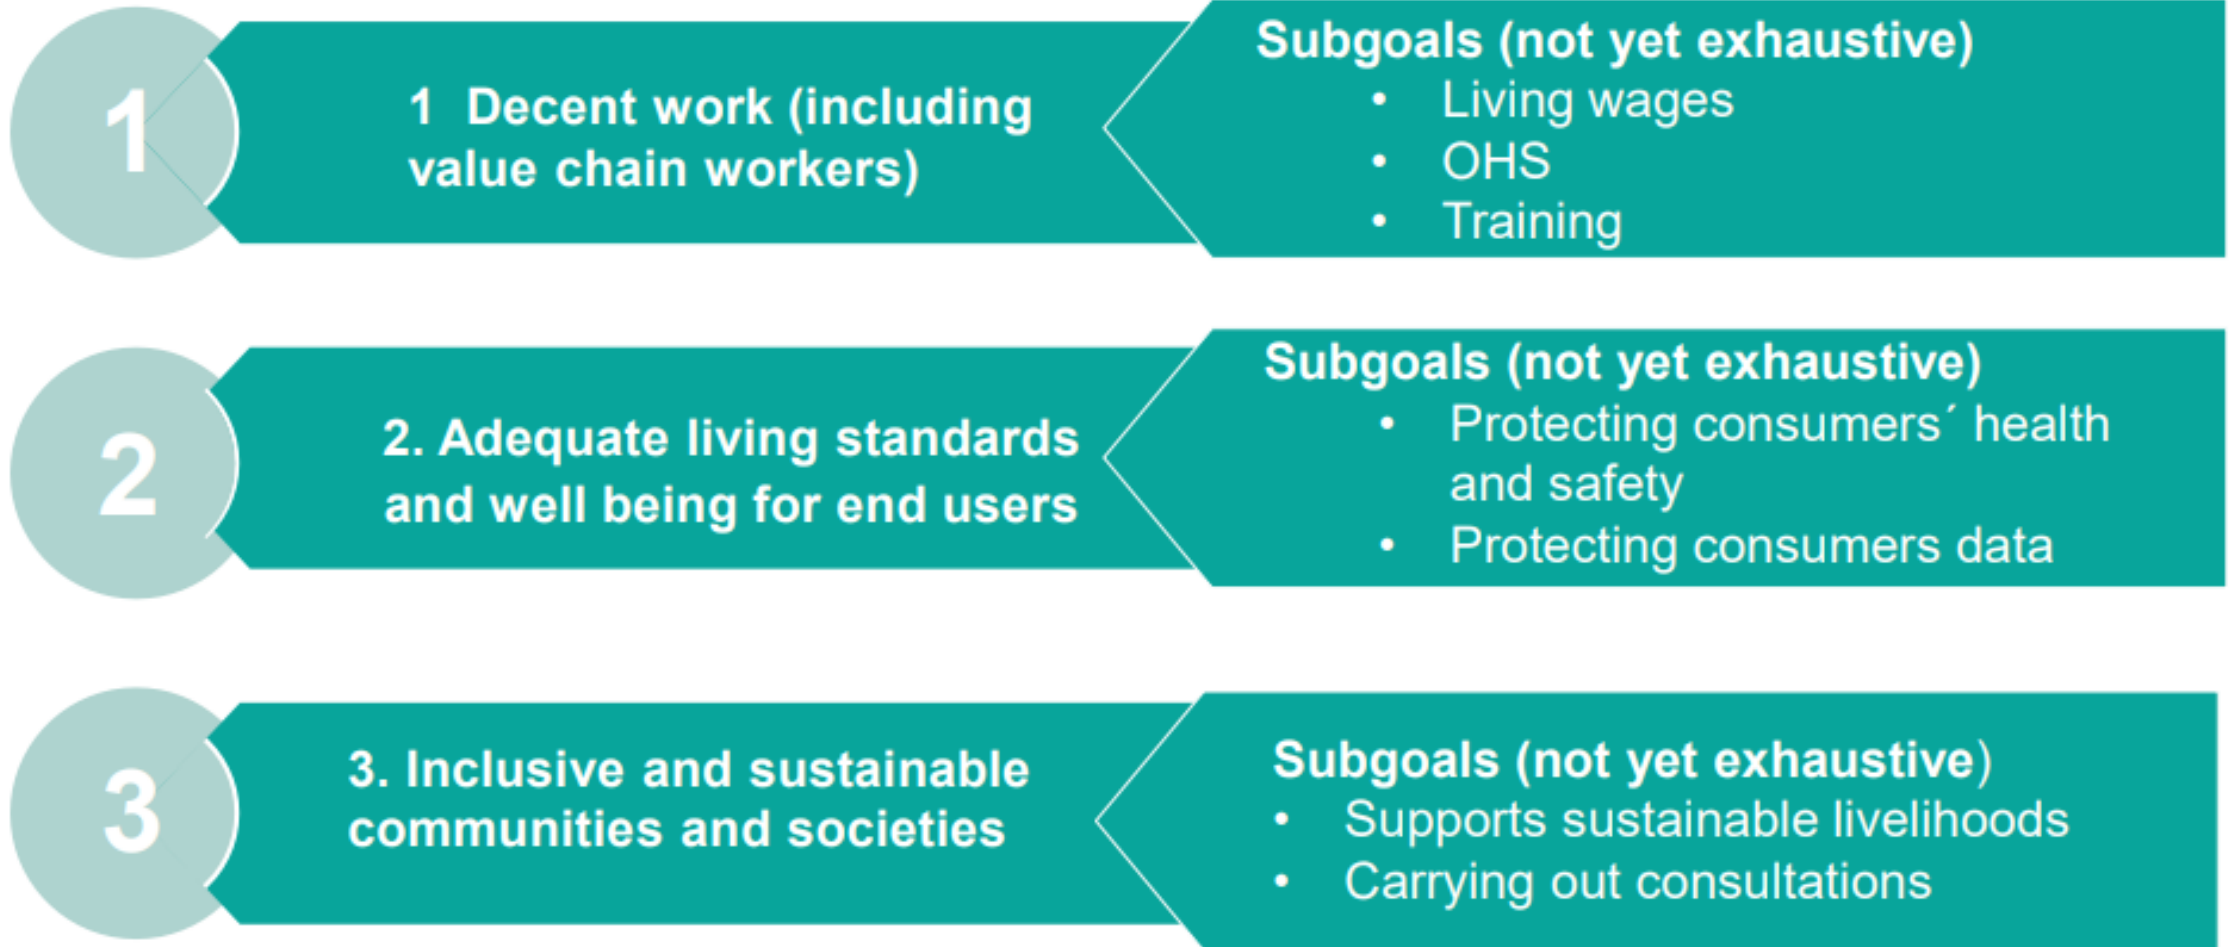 1
1 Decent work (including
value chain workers)
Subgoals (not yet exhaustive)
• Living wages
• OHS
• Training
2
2. Adequate living standards
and well being for end users
Subgoals (not yet exhaustive)
• Protecting consumers´ health
and safety
• Protecting consumers data
3
3. Inclusive and sustainable
communities and societies
Subgoals (not yet exhaustive)
• Supports sustainable livelihoods
• Carrying out consultations